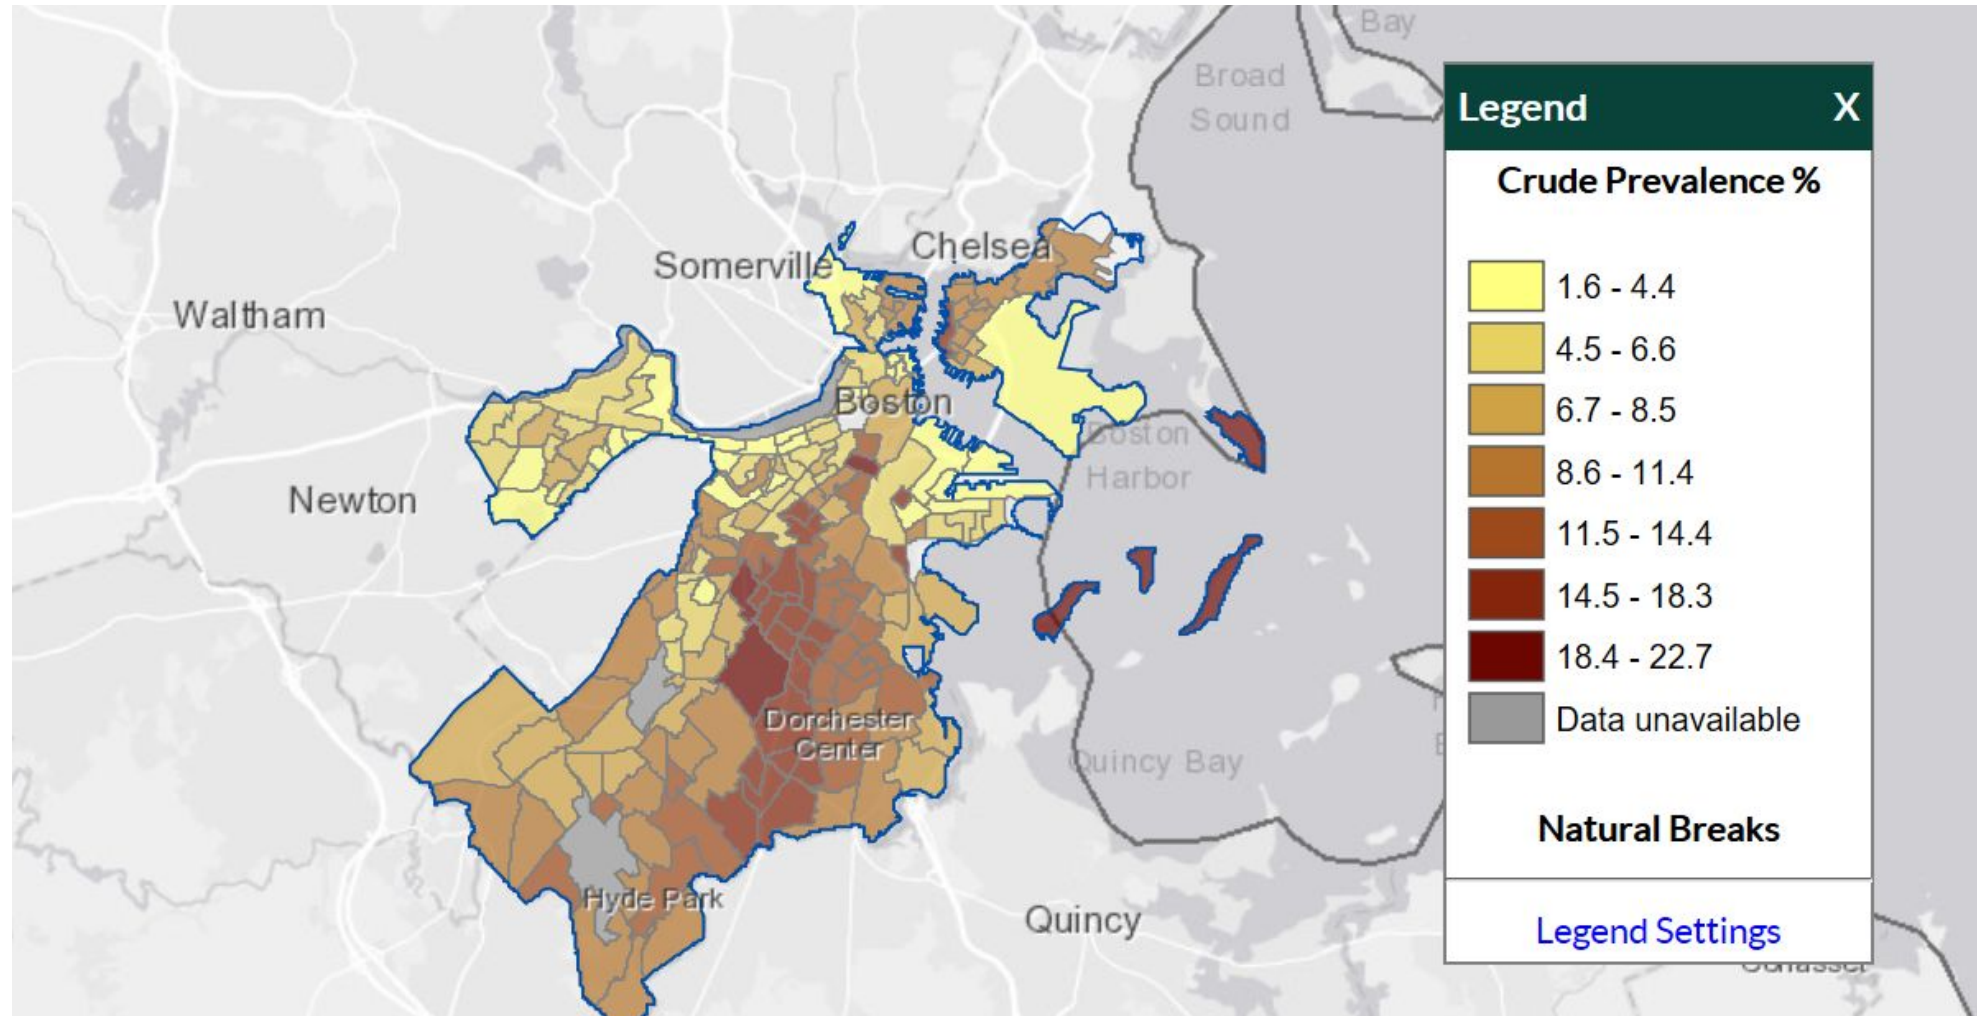 Bay
Broad
Sound
Somerville
Chelsea
Waltham
Boston
Boston
Harbor
Newton
Dorchester
Center
Quincy Bay
Hyde Park
Quincy
Legend X
Crude Prevalence %
1.6 - 4.4
4.5 - 6.6
6.7 - 8.5
8.6 - 11.4
11.5 - 14.4
14.5 - 18.3
18.4 - 22.7
Data unavailable
Natural Breaks
Legend Settings